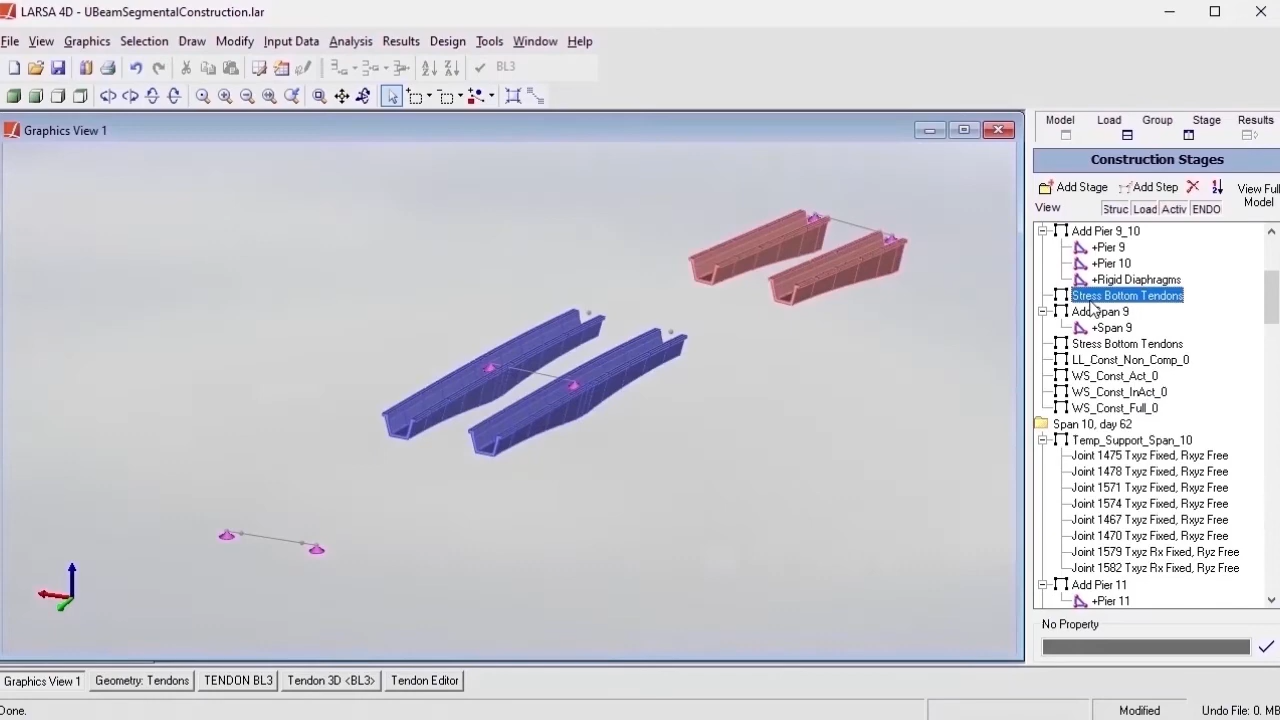 LARSA 4D - UBeamSegmentalConstruction.lar
File View Graphics Selection Draw Modify Input Data Analysis Results Design Tools Window Help
BL3
Graphics View 1
Model Load Group Stage Results
Construction Stages
Add Stage Add Step View Full Model
View Struc Load Activ ENDO
Add Pier 9_10
+Pier 9
+Pier 10
+Rigid Diaphragms
Stress Bottom Tendons
Add Span 9
+Span 9
Stress Bottom Tendons
LL_Const_Non_Comp_0
WS_Const_Act_0
WS_Const_InAct_0
WS_Const_Full_0
Span 10, day 62
Temp_Support_Span_10
Joint 1475 Txyz Fixed, Rxyz Free
Joint 1478 Txyz Fixed, Rxyz Free
Joint 1571 Txyz Fixed, Rxyz Free
Joint 1574 Txyz Fixed, Rxyz Free
Joint 1467 Txyz Fixed, Rxyz Free
Joint 1470 Txyz Fixed, Rxyz Free
Joint 1579 Txyz Rx Fixed, Ryz Free
Joint 1582 Txyz Rx Fixed, Ryz Free
Add Pier 11
+Pier 11
No Property
Graphics View 1 Geometry: Tendons TENDON BL3 Tendon 3D <BL3> Tendon Editor
Done. Modified Undo File: 0. MB